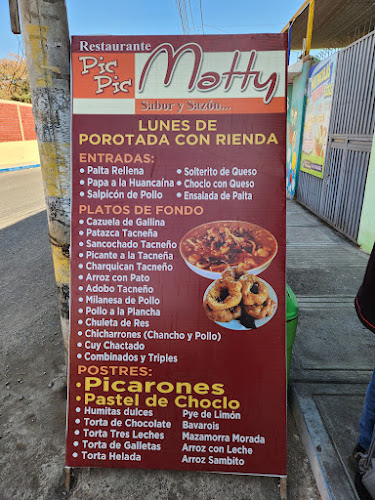 Restaurante
Pic Pic
Matty
Sabor y Sazón...
LUNES DE
POROTADA CON RIENDA
ENTRADAS:
• Palta Rellena
• Papa a la Huancaína
• Salpicón de Pollo
• Solterito de Queso
• Choclo con Queso
• Ensalada de Palta
PLATOS DE FONDO
• Cazuela de Gallina
• Patazca Tacneña
• Sancochado Tacneño
• Picante a la Tacneña
• Charquican Tacneño
• Arroz con Pato
• Adobo Tacneño
• Milanesa de Pollo
• Pollo a la Plancha
• Chuleta de Res
• Chicharrones (Chancho y Pollo)
• Cuy Chactado
• Combinados y Triples
POSTRES:
• Picarones
• Pastel de Choclo
• Humitas dulces
• Torta de Chocolate
• Torta Tres Leches
• Torta de Galletas
• Torta Helada
Pye de Limón
Bavarois
Mazamorra Morada
Arroz con Leche
Arroz Sambito